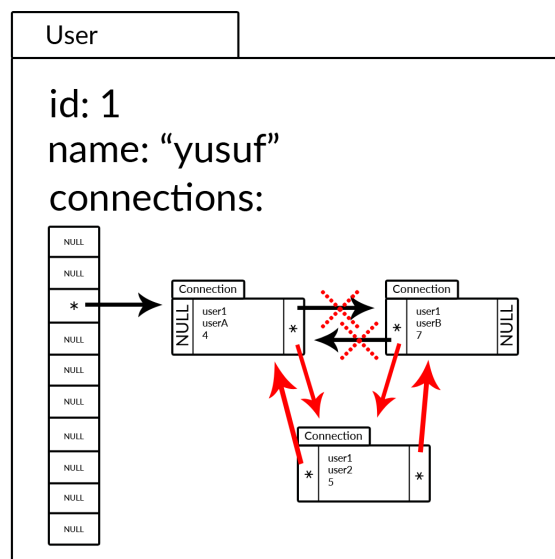 User
id: 1
name: “yusuf”
connections:
NULL
NULL
*
NULL
NULL
NULL
NULL
NULL
NULL
NULL
Connection
NULL
user1
userA
4
*
Connection
*
user1
userB
7
NULL
Connection
*
user1
user2
5
*